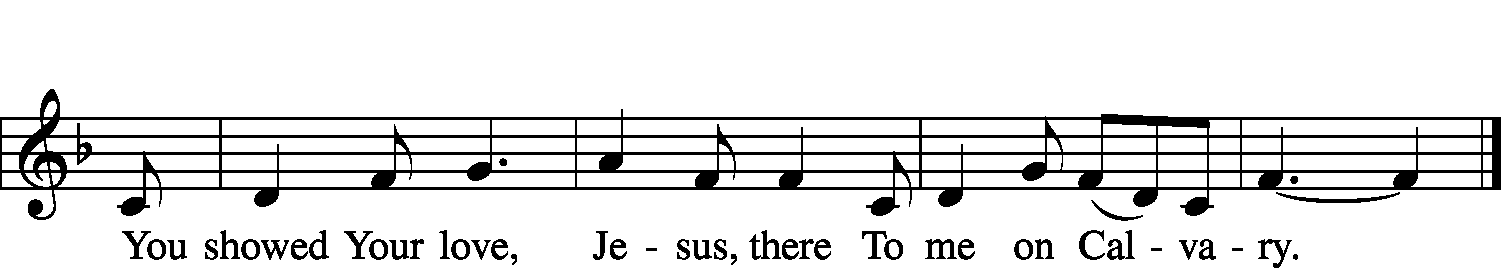 You showed Your love, Je - sus, there To me on Cal - va - ry.